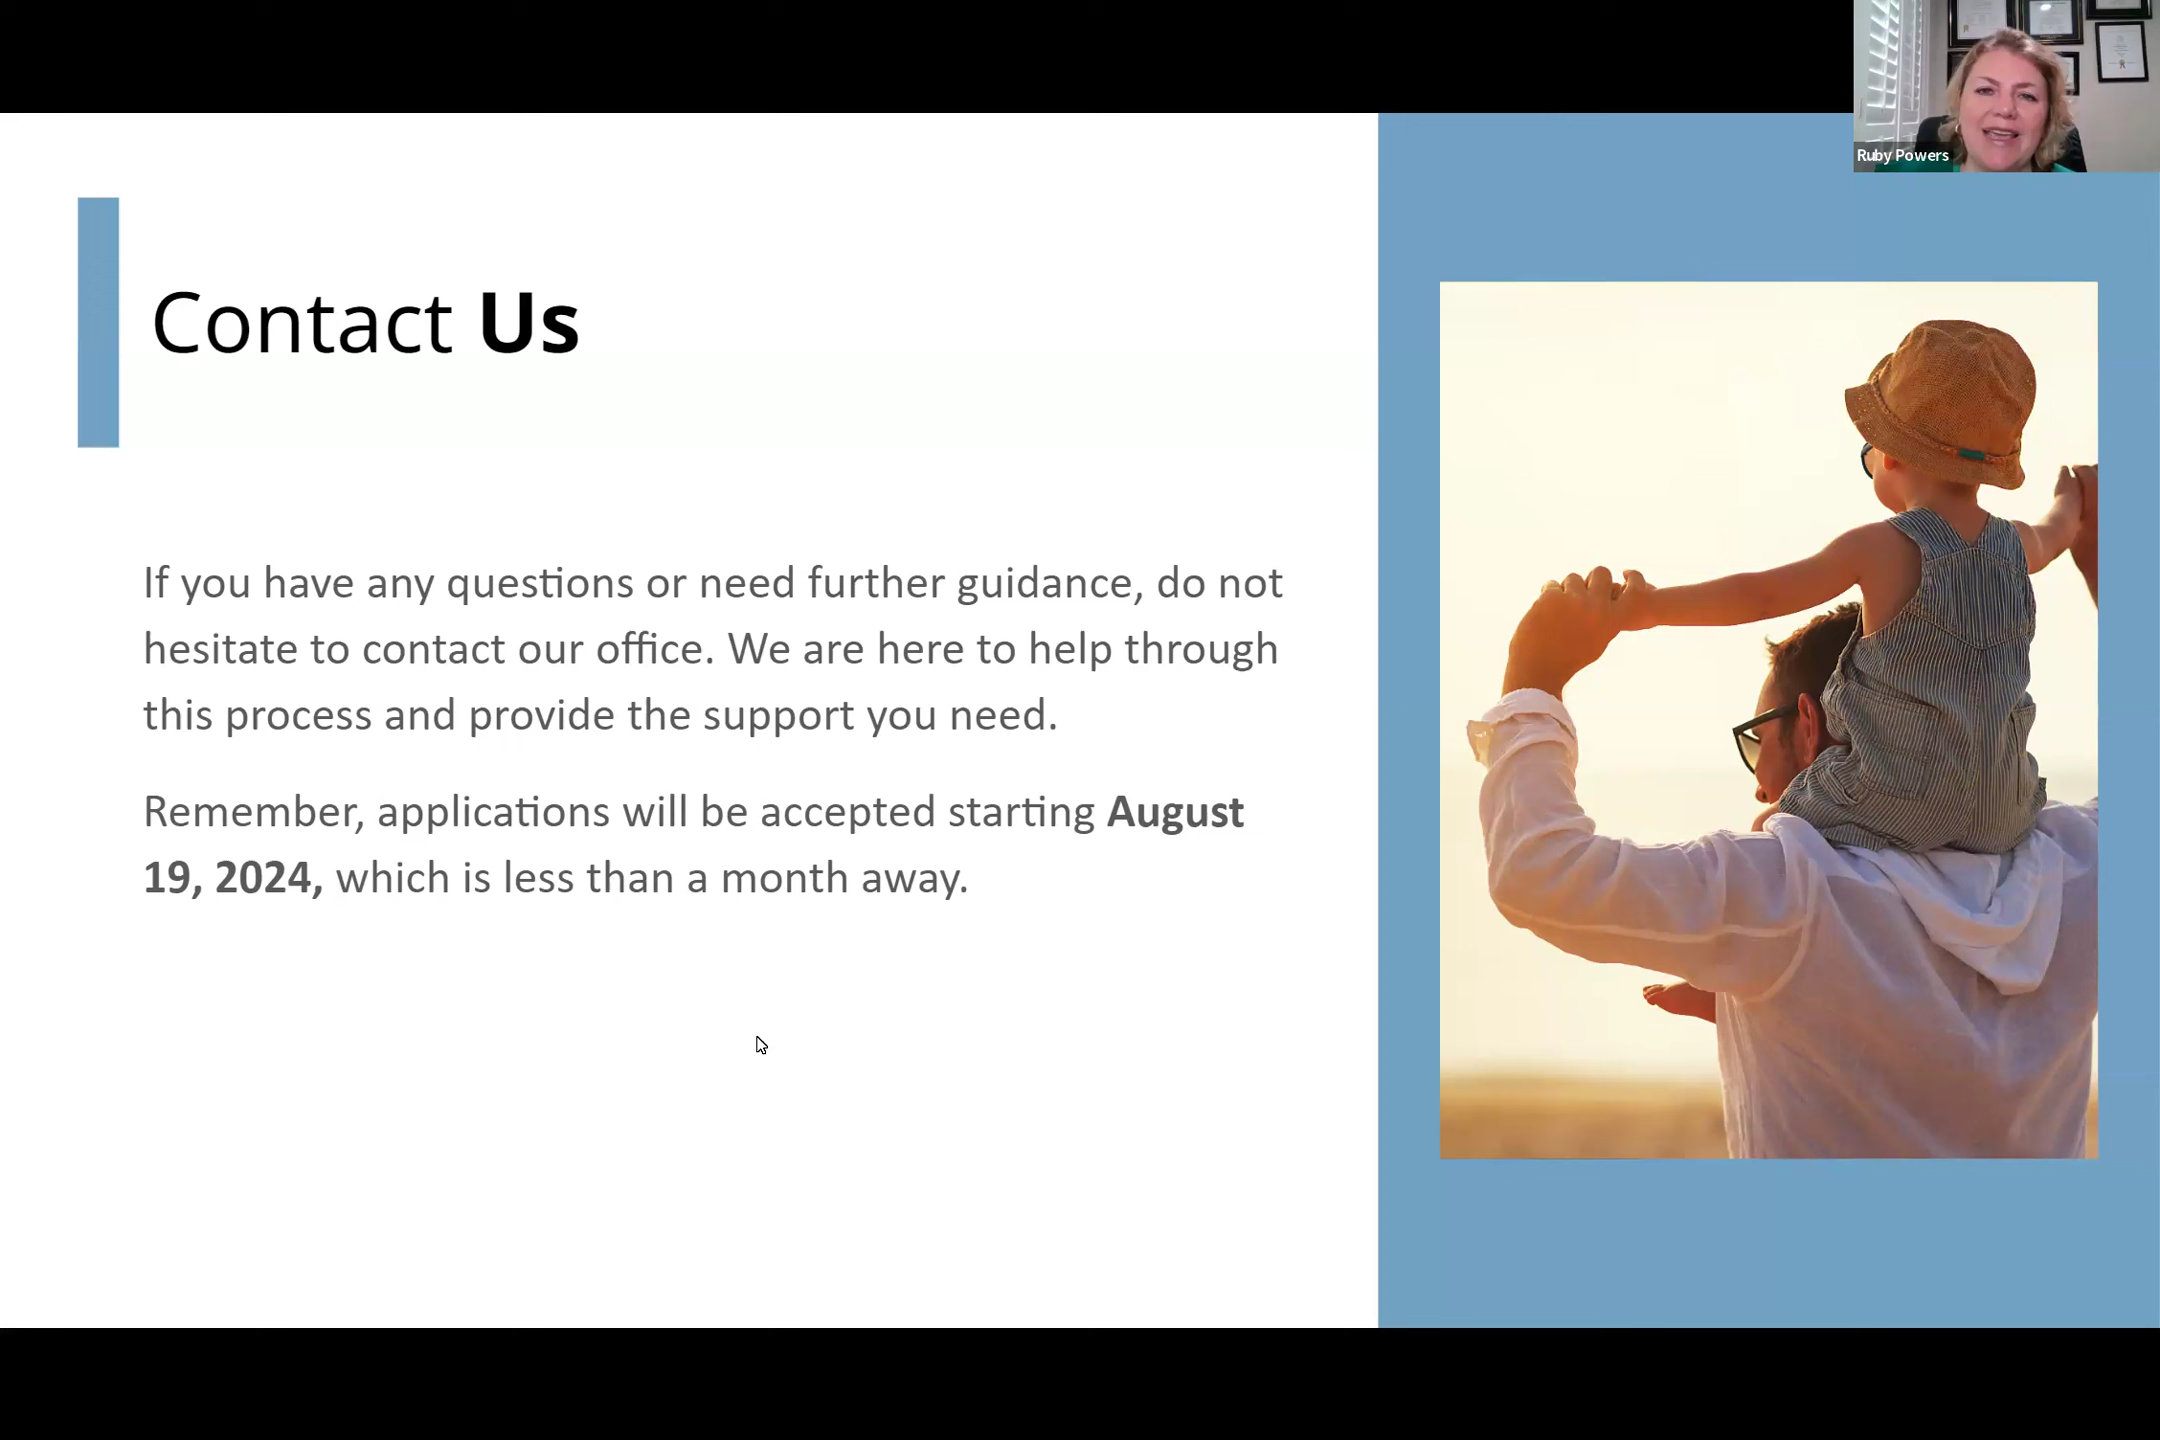 Ruby Powers
Contact Us
If you have any questions or need further guidance, do not
hesitate to contact our office. We are here to help through
this process and provide the support you need.
Remember, applications will be accepted starting August
19, 2024, which is less than a month away.